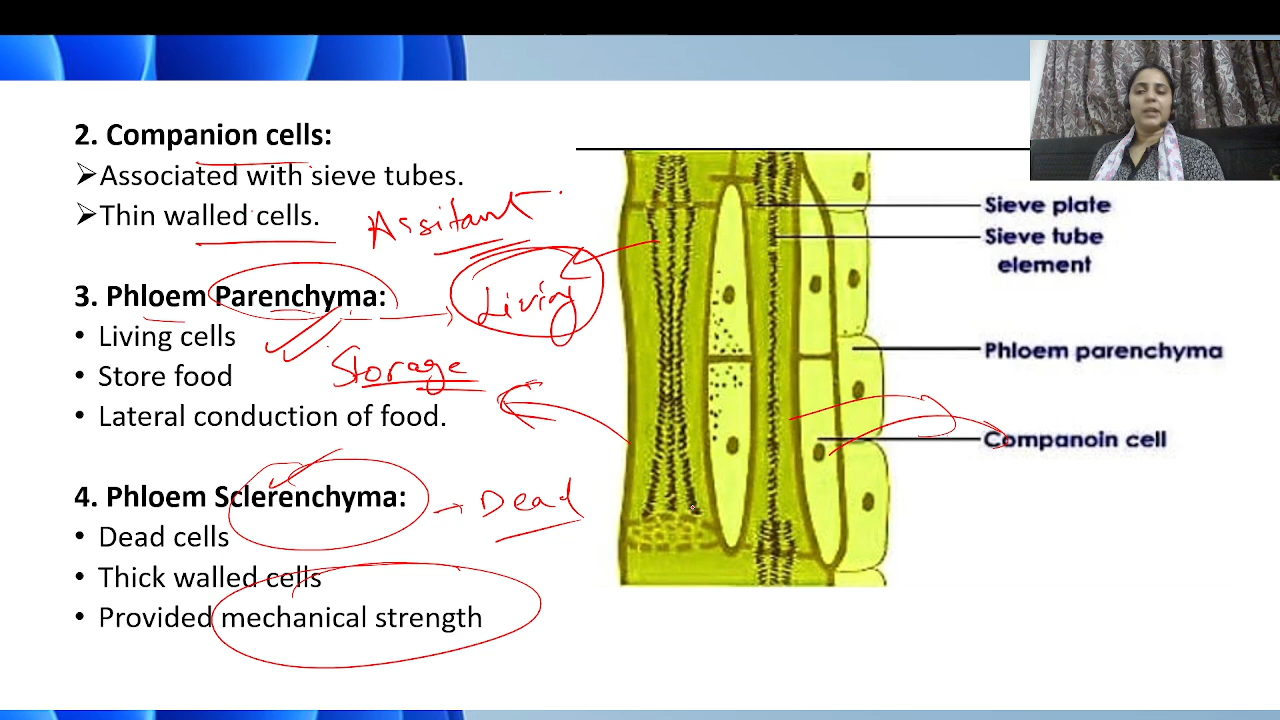 2. Companion cells:
➢Associated with sieve tubes.
➢Thin walled cells.
Assitant
3. Phloem Parenchyma:
Living
• Living cells
• Store food
Storage
• Lateral conduction of food.
4. Phloem Sclerenchyma:
Dead
• Dead cells
• Thick walled cells
• Provided mechanical strength
Sieve plate
Sieve tube
element
Phloem parenchyma
Companoin cell